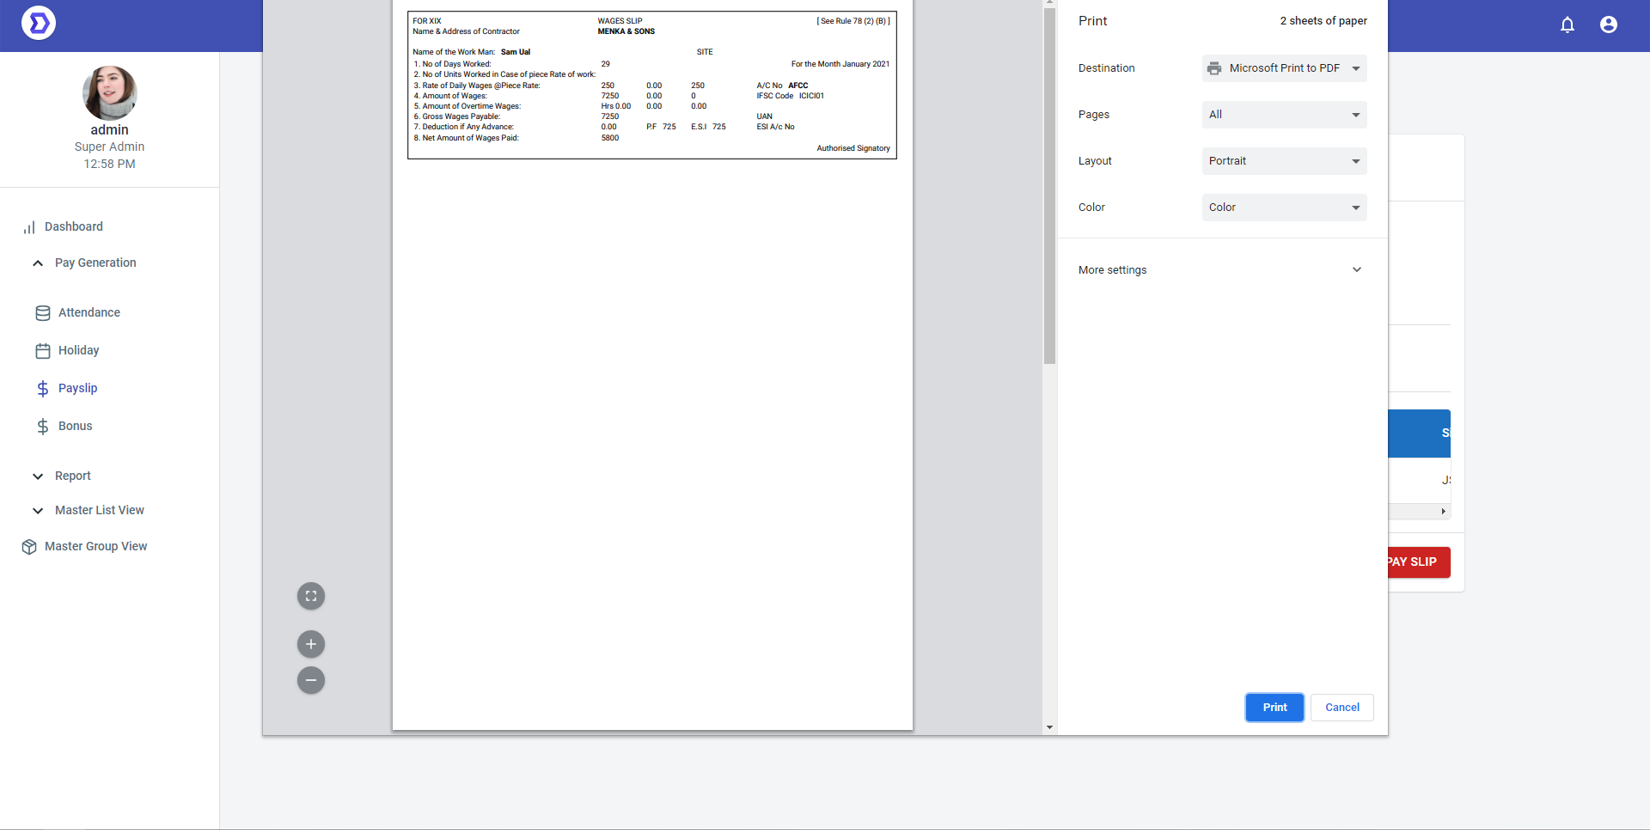 admin
Super Admin
12:58 PM
Dashboard
Pay Generation
Attendance
Holiday
Payslip
Bonus
Report
Master List View
Master Group View
FOR XIX WAGES SLIP [ See Rule 78 (2) (B) ]
Name & Address of Contractor MENKA & SONS
Name of the Work Man: Sam Ual SITE
1. No of Days Worked: 29 For the Month January 2021
2. No of Units Worked in Case of piece Rate of work:
3. Rate of Daily Wages @Piece Rate: 250 0.00 250 A/C No AFCC
4. Amount of Wages: 7250 0.00 0 IFSC Code ICICI01
5. Amount of Overtime Wages: Hrs 0.00 0.00 0.00
6. Gross Wages Payable: 7250 UAN
7. Deduction if Any Advance: 0.00 P.F 725 E.S.I 725 ESI A/c No
8. Net Amount of Wages Paid: 5800
Authorised Signatory
Print 2 sheets of paper
Destination Microsoft Print to PDF
Pages All
Layout Portrait
Color Color
More settings
Print Cancel
PAY SLIP